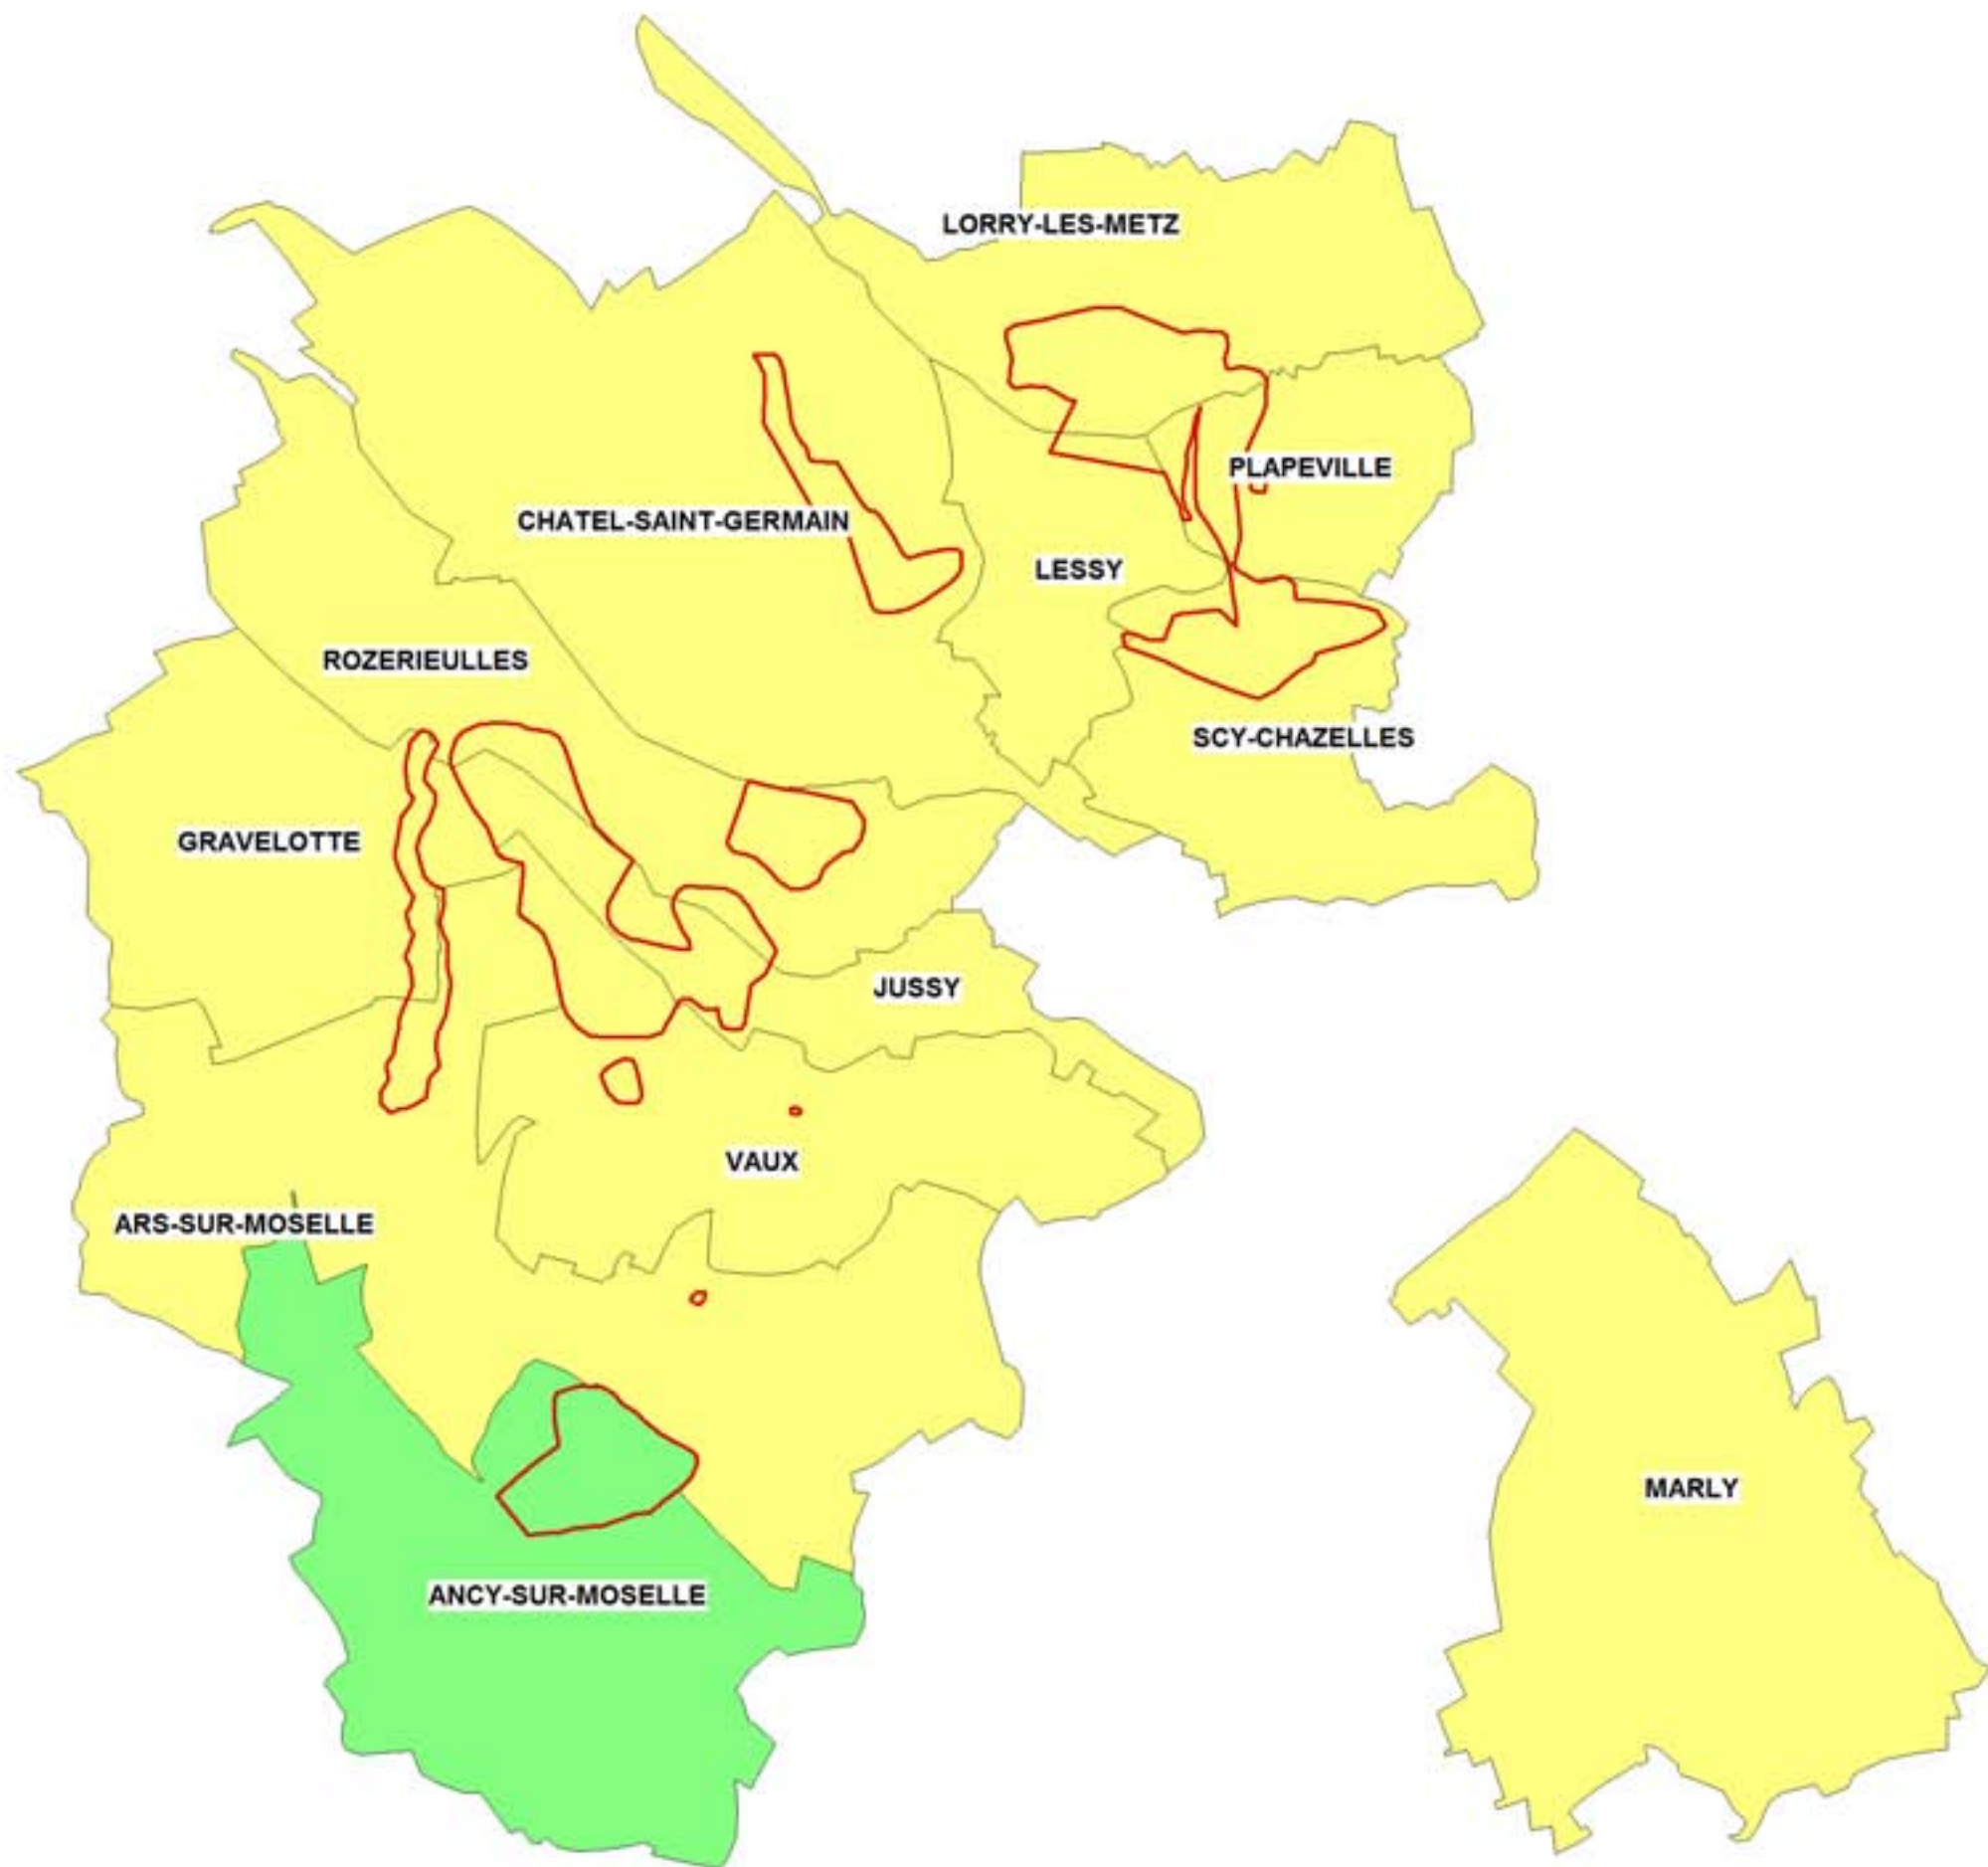 LORRY-LES-METZ
PLAPEVILLE
CHATEL-SAINT-GERMAIN
LESSY
ROZERIEULLES
SCY-CHAZELLES
GRAVELOTTE
JUSSY
VAUX
ARS-SUR-MOSELLE
MARLY
ANCY-SUR-MOSELLE